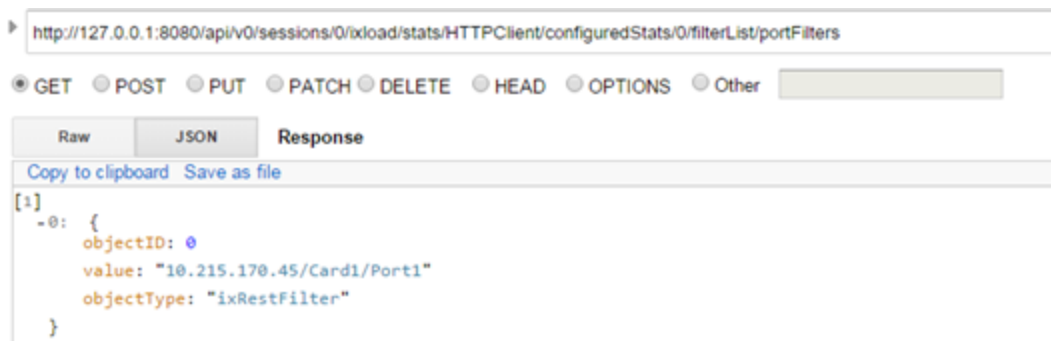 http://127.0.0.1:8080/api/v0/sessions/0/ixload/stats/HTTPClient/configuredStats/0/filterList/portFilters
GET POST PUT PATCH DELETE HEAD OPTIONS Other
Raw JSON Response
Copy to clipboard Save as file
[1]
-0: {
objectID: 0
value: "10.215.170.45/Card1/Port1"
objectType: "ixRestFilter"
}